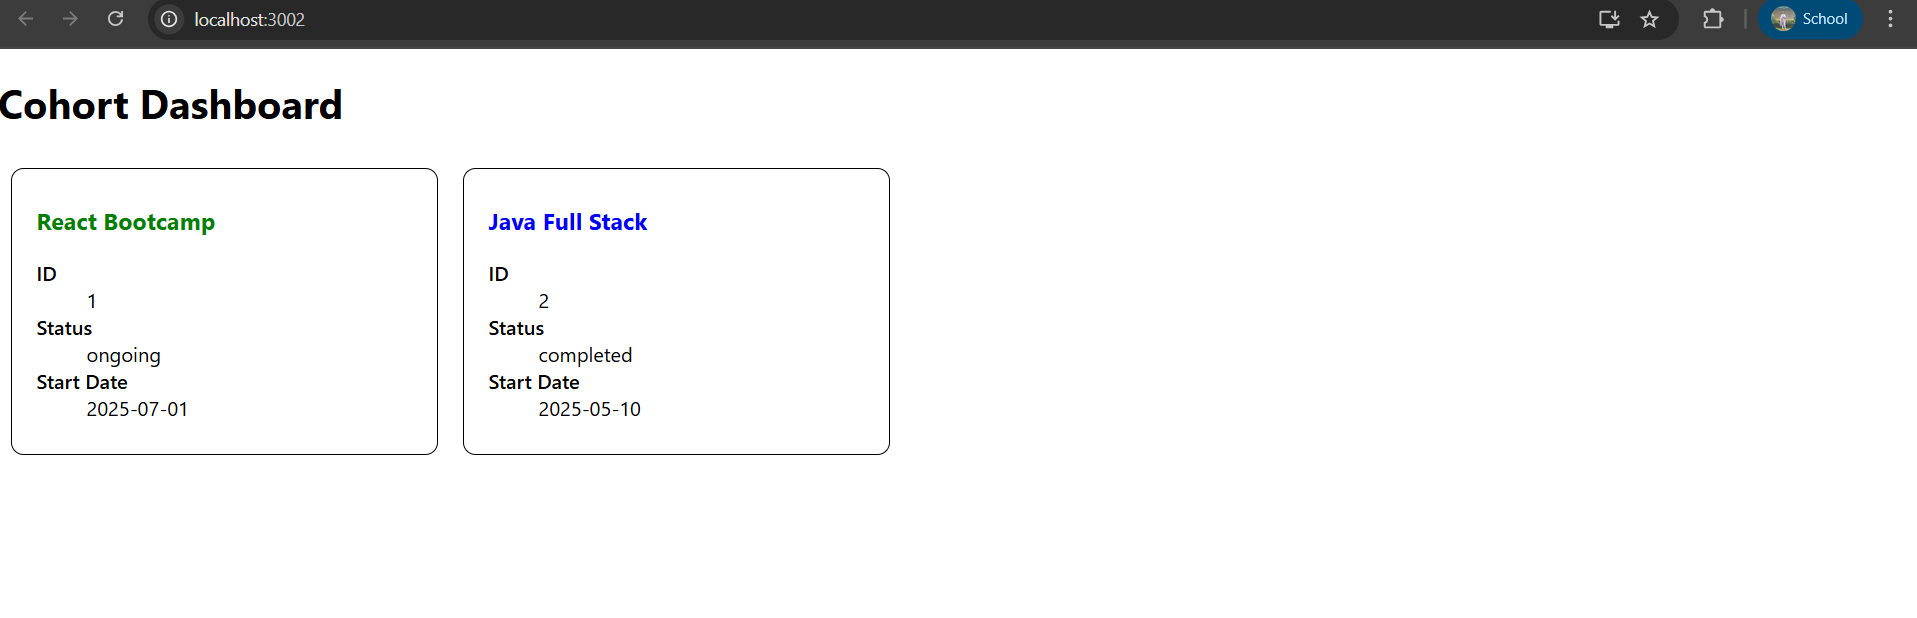 localhost:3002
School
Cohort Dashboard
React Bootcamp
ID
1
Status
ongoing
Start Date
2025-07-01
Java Full Stack
ID
2
Status
completed
Start Date
2025-05-10